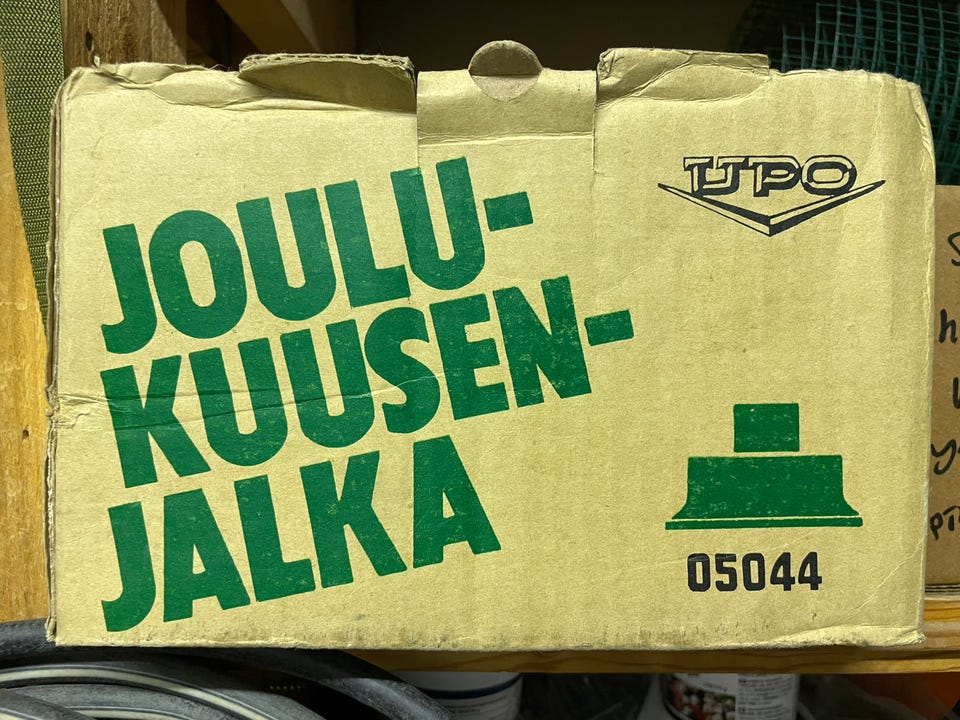 JOULU-
KUUSEN-
JALKA
UPO
05044